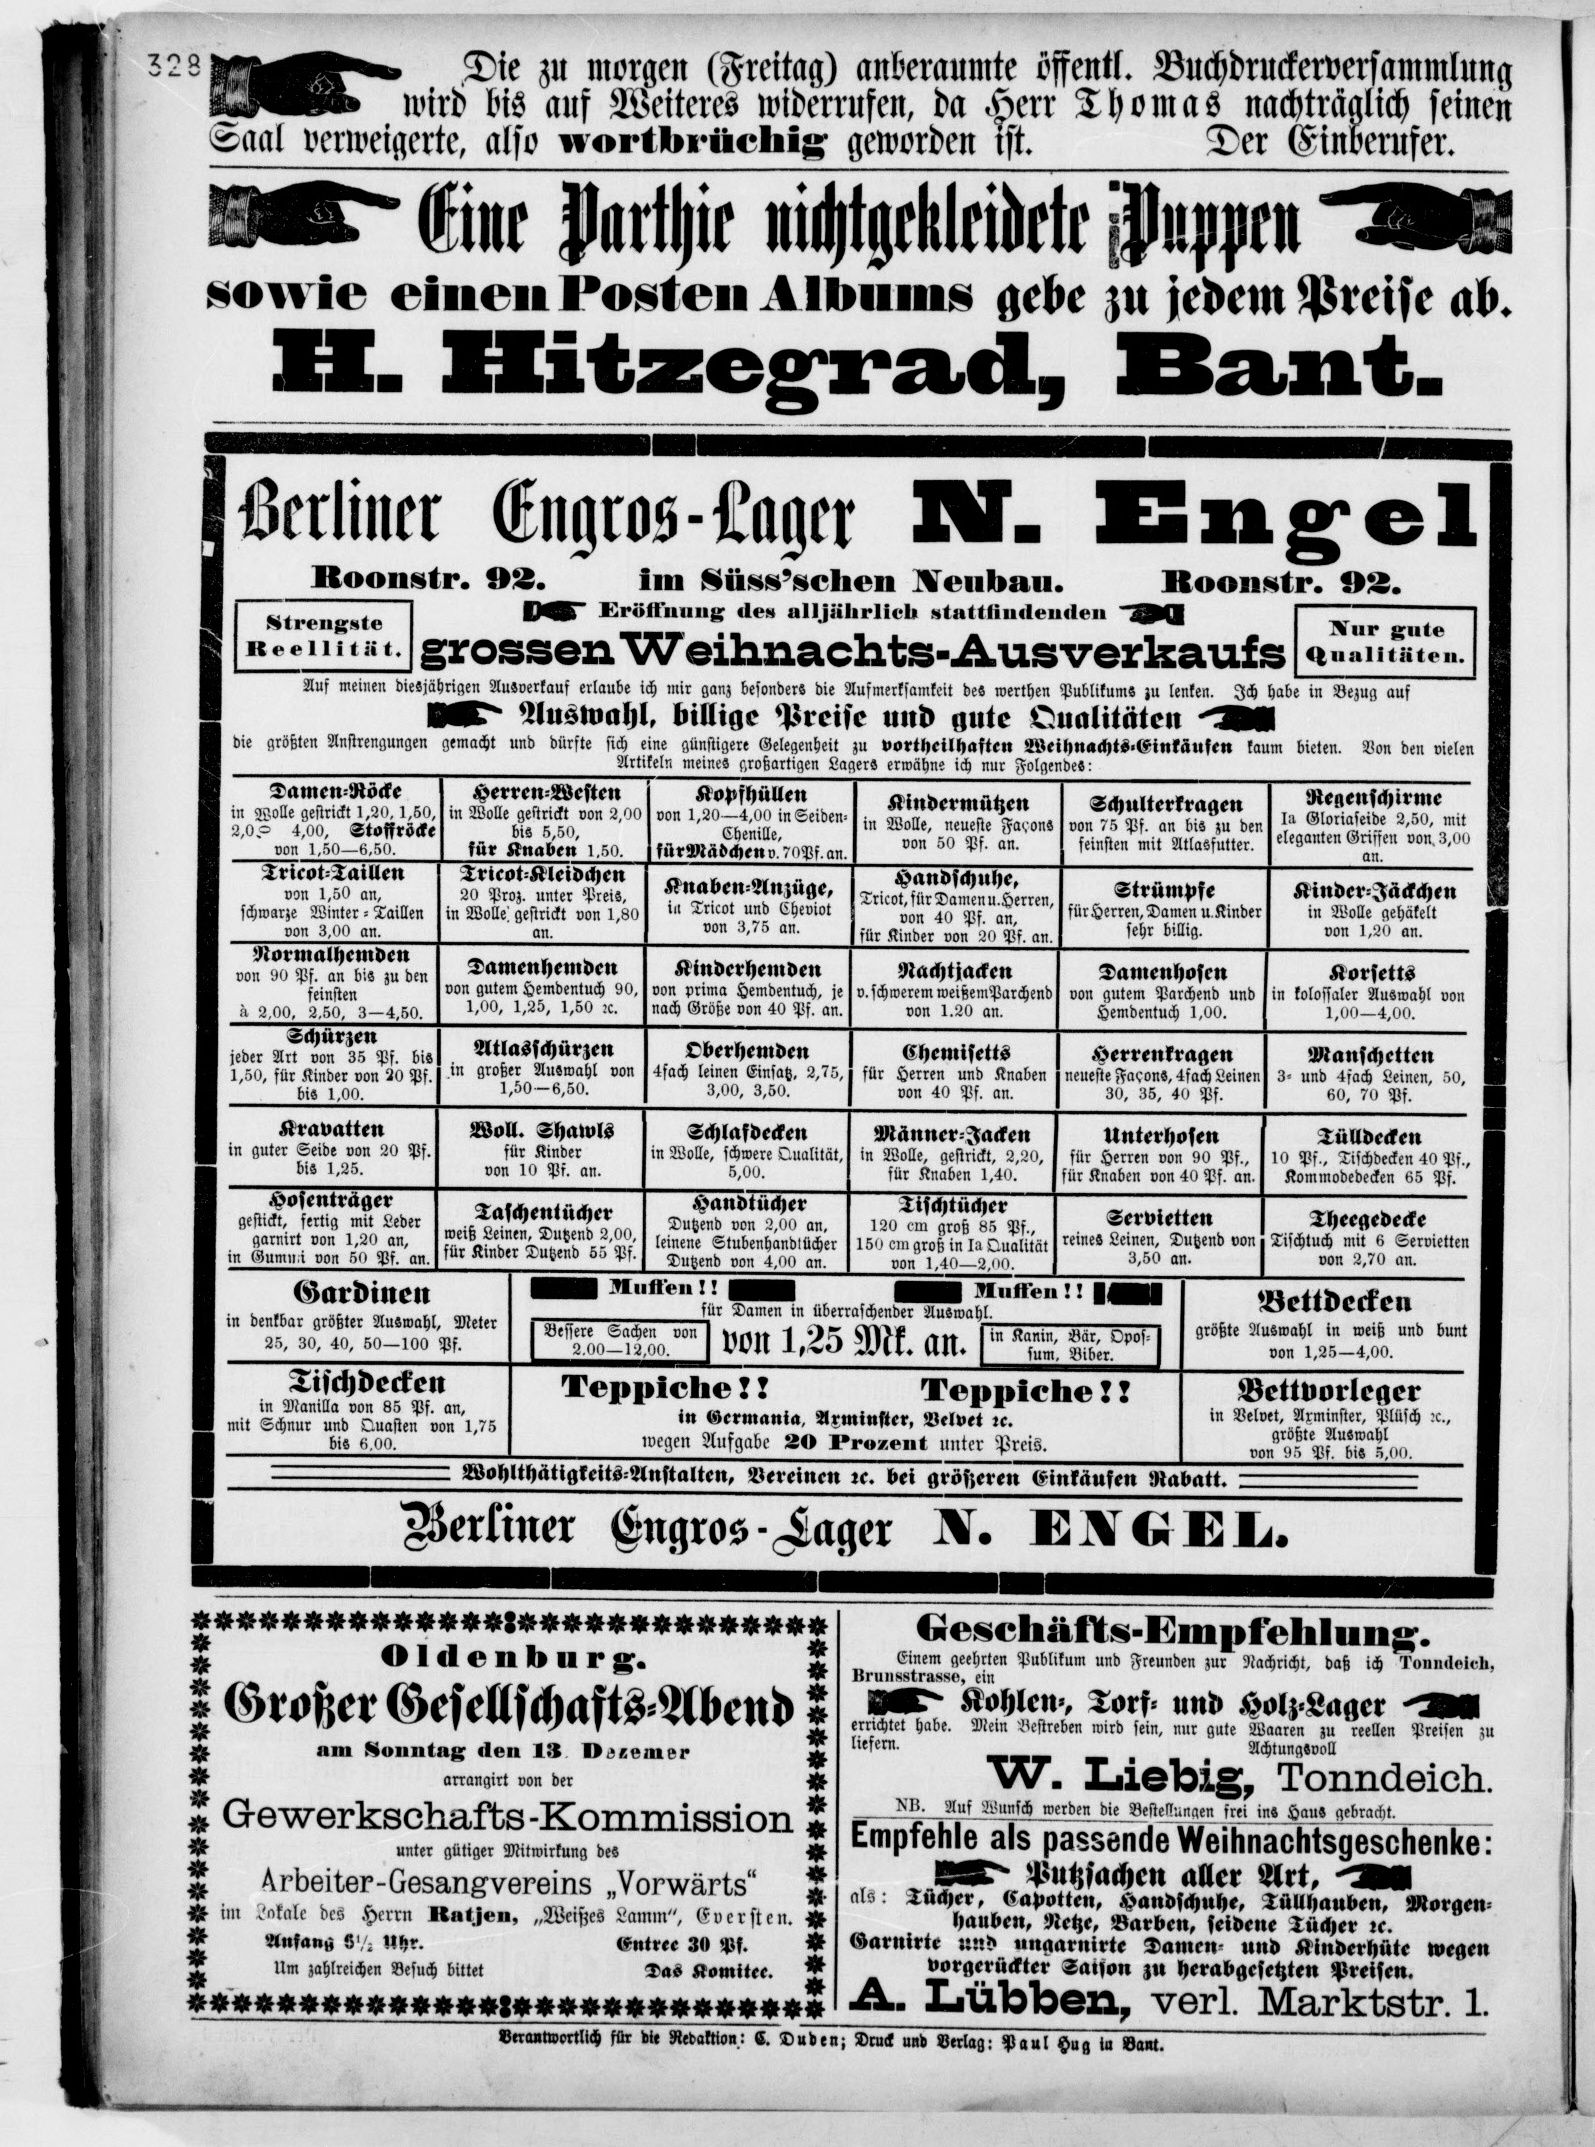 328
Die zu morgen (Freitag) anberaumte öffentl. Buchdruckerversammlung
wird bis auf Weiteres widerrufen, da Herr Thomas nachträglich seinen
Saal verweigerte, also wortbrüchig geworden ist. Der Einberufer.
Eine Parthie nichtgekleidete Puppen
sowie einen Posten Albums gebe zu jedem Preise ab.
H. Hitzegrad, Bant.
Berliner Engros-Lager N. Engel
Roonstr. 92. im Süss'schen Neubau. Roonstr. 92.
Strengste
Reellität.
Eröffnung des alljährlich stattfindenden
grossen Weihnachts-Ausverkaufs
Nur gute
Qualitäten.
Auf meinen diesjährigen Ausverkauf erlaube ich mir ganz besonders die Aufmerksamkeit des werthen Publikums zu lenken. Ich habe in Bezug auf
Auswahl, billige Preise und gute Qualitäten
die größten Anstrengungen gemacht und dürfte sich eine günstigere Gelegenheit zu vortheilhaften Weihnachts-Einkäufen kaum bieten. Von den vielen
Artikeln meines großartigen Lagers erwähne ich nur Folgendes:
Damen-Röcke
in Wolle gestrickt 1,20, 1,50,
2,00 4,00, Stoffröcke
von 1,50—6,50.
Herren-Westen
in Wolle gestrickt von 2,00
bis 5,50,
für Knaben 1,50.
Kopfhüllen
von 1,20—4,00 in Seiden-
Chenille,
für Mädchen v. 70 Pf. an.
Kindermützen
in Wolle, neueste Façons
von 50 Pf. an.
Schulterkragen
von 75 Pf. an bis zu den
feinsten mit Atlasfutter.
Regenschirme
Ia Gloriaseide 2,50, mit
eleganten Griffen von 3,00
an.
Tricot-Taillen
von 1,50 an,
schwarze Winter-Taillen
von 3,00 an.
Tricot-Kleidchen
20 Proz. unter Preis,
in Wolle gestrickt von 1,80
an.
Knaben-Anzüge,
in Tricot und Cheviot
von 3,75 an.
Handschuhe,
Tricot, für Damen u. Herren,
von 40 Pf. an,
für Kinder von 20 Pf. an.
Strümpfe
für Herren, Damen u. Kinder
sehr billig.
Kinder-Jäckchen
in Wolle gehäkelt
von 1,20 an.
Normalhemden
von 90 Pf. an bis zu den
feinsten
à 2,00, 2,50, 3—4,50.
Damenhemden
von gutem Hemdentuch 90,
1,00, 1,25, 1,50 ꝛc.
Kinderhemden
von prima Hemdentuch, je
nach Größe von 40 Pf. an.
Nachtjacken
v. schwerem weißem Parchend
von 1.20 an.
Damenhosen
von gutem Parchend und
Hemdentuch 1,00.
Korsetts
in kolossaler Auswahl von
1,00—4,00.
Schürzen
jeder Art von 35 Pf. bis
1,50, für Kinder von 20 Pf.
bis 1,00.
Atlasschürzen
in großer Auswahl von
1,50—6,50.
Oberhemden
4fach leinen Einsatz, 2,75,
3,00, 3,50.
Chemisetts
für Herren und Knaben
von 40 Pf. an.
Herrenkragen
neueste Façons, 4fach Leinen
30, 35, 40 Pf.
Manschetten
3- und 4fach Leinen, 50,
60, 70 Pf.
Kravatten
in guter Seide von 20 Pf.
bis 1,25.
Woll. Shawls
für Kinder
von 10 Pf. an.
Schlafdecken
in Wolle, schwere Qualität,
5,00.
Männer-Jacken
in Wolle, gestrickt, 2,20,
für Knaben 1,40.
Unterhosen
für Herren von 90 Pf.,
für Knaben von 40 Pf. an.
Tülldecken
10 Pf., Tischdecken 40 Pf.,
Kommodedecken 65 Pf.
Hosenträger
gestickt, fertig mit Leder
garnirt von 1,20 an,
in Gummi von 50 Pf. an.
Taschentücher
weiß Leinen, Dutzend 2,00,
für Kinder Dutzend 55 Pf.
Handtücher
Dutzend von 2,00 an,
leinene Stubenhandtücher
Dutzend von 4,00 an.
Tischtücher
120 cm groß 85 Pf.,
150 cm groß in Ia Qualität
von 1,40—2,00.
Servietten
reines Leinen, Dutzend von
3,50 an.
Theegedecke
Tischtuch mit 6 Servietten
von 2,70 an.
Gardinen
in denkbar größter Auswahl, Meter
25, 30, 40, 50—100 Pf.
Muffen!! Muffen!!
für Damen in überraschender Auswahl.
Bessere Sachen von
2.00—12,00.
von 1,25 Mk. an.
in Kanin, Bär, Opos-
sum, Biber.
Bettdecken
größte Auswahl in weiß und bunt
von 1,25—4,00.
Tischdecken
in Manilla von 85 Pf. an,
mit Schnur und Quasten von 1,75
bis 6,00.
Teppiche!! Teppiche!!
in Germania, Arminster, Velvet ꝛc.
wegen Aufgabe 20 Prozent unter Preis.
Bettvorleger
in Velvet, Arminster, Plüsch ꝛc.,
größte Auswahl
von 95 Pf. bis 5,00.
Wohlthätigkeits-Anstalten, Vereinen ꝛc. bei größeren Einkäufen Rabatt.
Berliner Engros-Lager N. ENGEL.
Oldenburg.
Großer Gesellschafts-Abend
am Sonntag den 13. Dezemer
arrangirt von der
Gewerkschafts-Kommission
unter gütiger Mitwirkung des
Arbeiter-Gesangvereins „Vorwärts“
im Lokale des Herrn Ratjen, „Weißes Lamm“, Eversten.
Anfang 6½ Uhr. Entree 30 Pf.
Um zahlreichen Besuch bittet Das Komitee.
Geschäfts-Empfehlung.
Einem geehrten Publikum und Freunden zur Nachricht, daß ich Tonndeich,
Brunsstrasse, ein
Kohlen-, Torf- und Holz-Lager
errichtet habe. Mein Bestreben wird sein, nur gute Waaren zu reellen Preisen zu
liefern. Achtungsvoll
W. Liebig, Tonndeich.
NB. Auf Wunsch werden die Bestellungen frei ins Haus gebracht.
Empfehle als passende Weihnachtsgeschenke:
Putzsachen aller Art,
als: Tücher, Capotten, Handschuhe, Tüllhauben, Morgen-
hauben, Netze, Barben, seidene Tücher ꝛc.
Garnirte und ungarnirte Damen- und Kinderhüte wegen
vorgerückter Saison zu herabgesetzten Preisen.
A. Lübben, verl. Marktstr. 1.
Verantwortlich für die Redaktion: C. Duden; Druck und Verlag: Paul Hug in Bant.